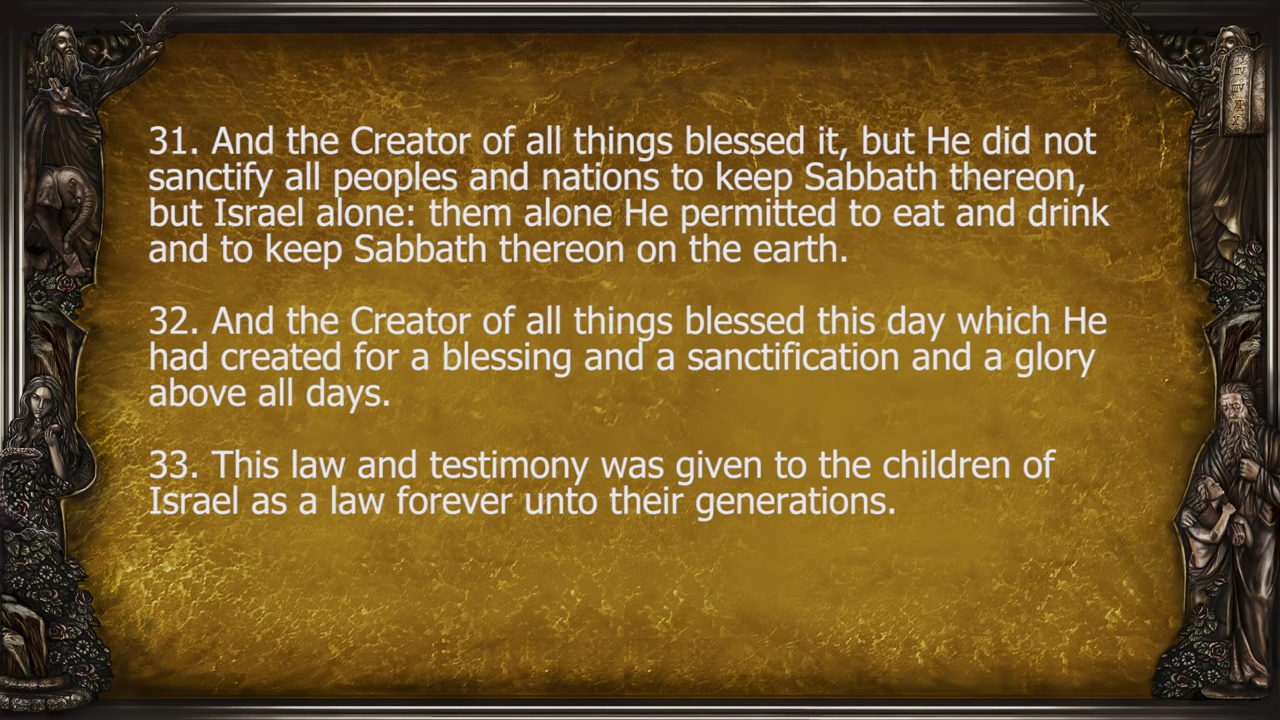 31. And the Creator of all things blessed it, but He did not
sanctify all peoples and nations to keep Sabbath thereon,
but Israel alone: them alone He permitted to eat and drink
and to keep Sabbath thereon on the earth.
32. And the Creator of all things blessed this day which He
had created for a blessing and a sanctification and a glory
above all days.
33. This law and testimony was given to the children of
Israel as a law forever unto their generations.